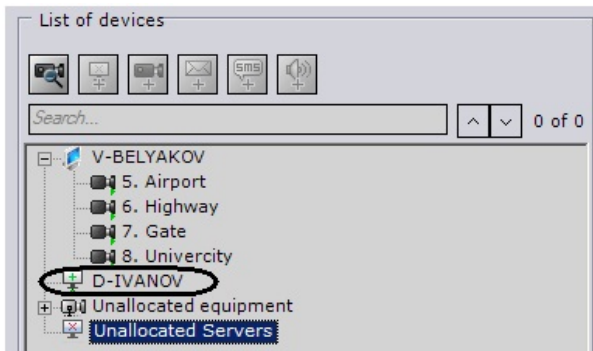 List of devices
sms
Search...
0 of 0
V-BELYAKOV
5. Airport
6. Highway
7. Gate
8. Univercity
D-IVANOV
Unallocated equipment
Unallocated Servers